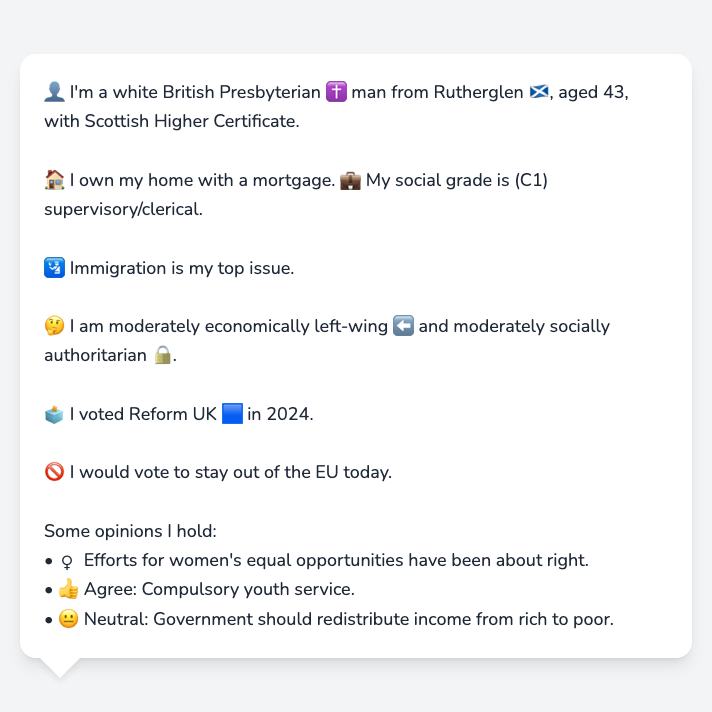 👤 I'm a white British Presbyterian ✝️ man from Rutherglen 🏴󠁧󠁢󠁳󠁣󠁴󠁿, aged 43,
with Scottish Higher Certificate.
🏠 I own my home with a mortgage. 💼 My social grade is (C1)
supervisory/clerical.
🛂 Immigration is my top issue.
🤔 I am moderately economically left-wing ⬅️ and moderately socially
authoritarian 🔒.
🗳️ I voted Reform UK 🟦 in 2024.
🚫 I would vote to stay out of the EU today.
Some opinions I hold:
• ♀ Efforts for women's equal opportunities have been about right.
• 👍 Agree: Compulsory youth service.
• 😐 Neutral: Government should redistribute income from rich to poor.